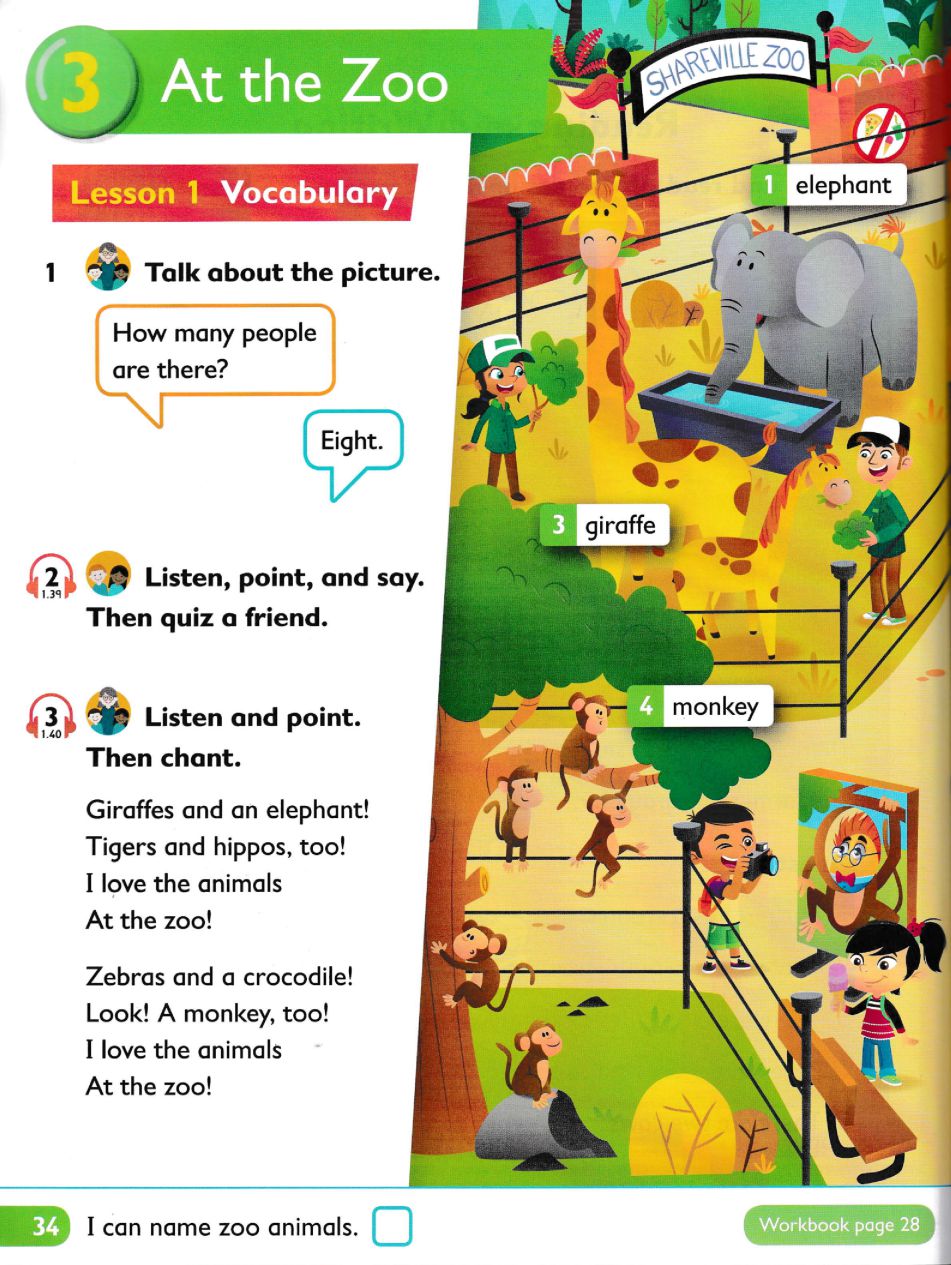 3 At the Zoo
Lesson 1 Vocabulary
1 Talk about the picture.
How many people
are there?
Eight.
2 Listen, point, and say.
1.39
Then quiz a friend.
3 Listen and point.
1.40
Then chant.
Giraffes and an elephant!
Tigers and hippos, too!
I love the animals
At the zoo!
Zebras and a crocodile!
Look! A monkey, too!
I love the animals
At the zoo!
SHAREVILLE ZOO
1 elephant
3 giraffe
4 monkey
34 I can name zoo animals.
Workbook page 28